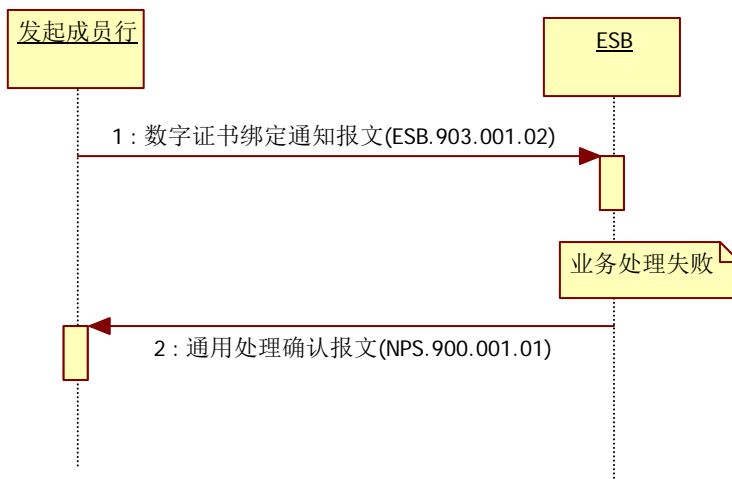 发起成员行
ESB
1 : 数字证书绑定通知报文(ESB.903.001.02)
业务处理失败
2 : 通用处理确认报文(NPS.900.001.01)